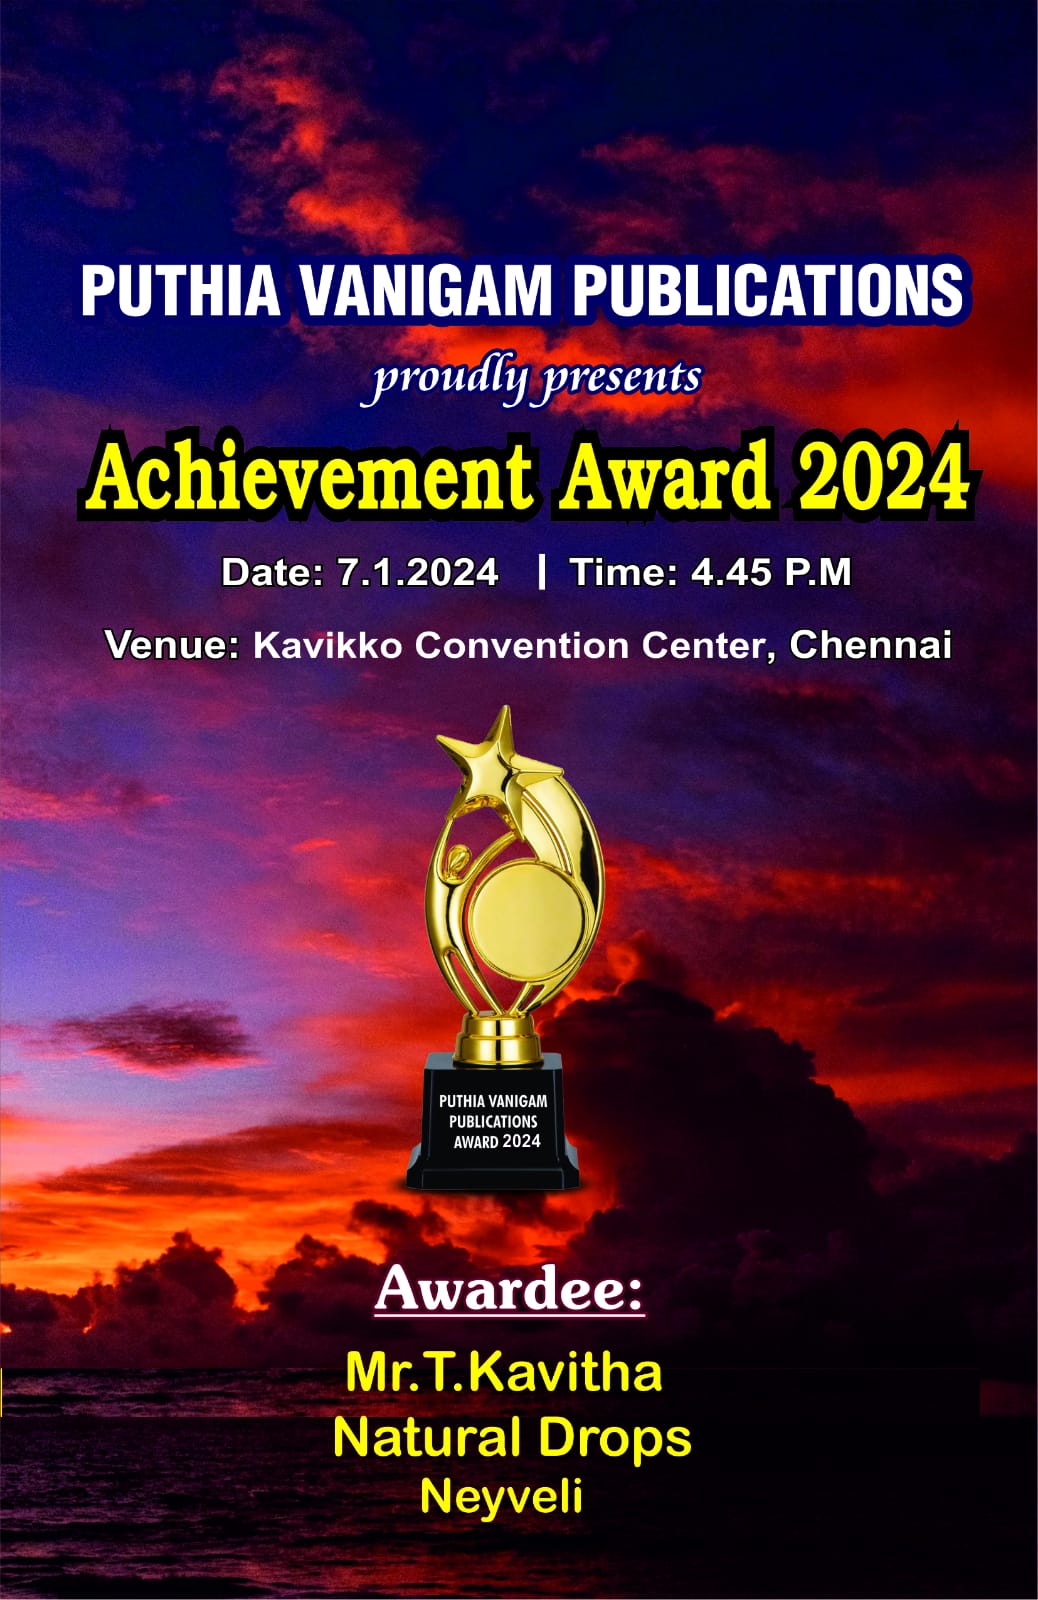 PUTHIA VANIGAM PUBLICATIONS
proudly presents
Achievement Award 2024
Date: 7.1.2024 | Time: 4.45 P.M
Venue: Kavikko Convention Center, Chennai
PUTHIA VANIGAM
PUBLICATIONS
AWARD 2024
Awardee:
Mr.T.Kavitha
Natural Drops
Neyveli